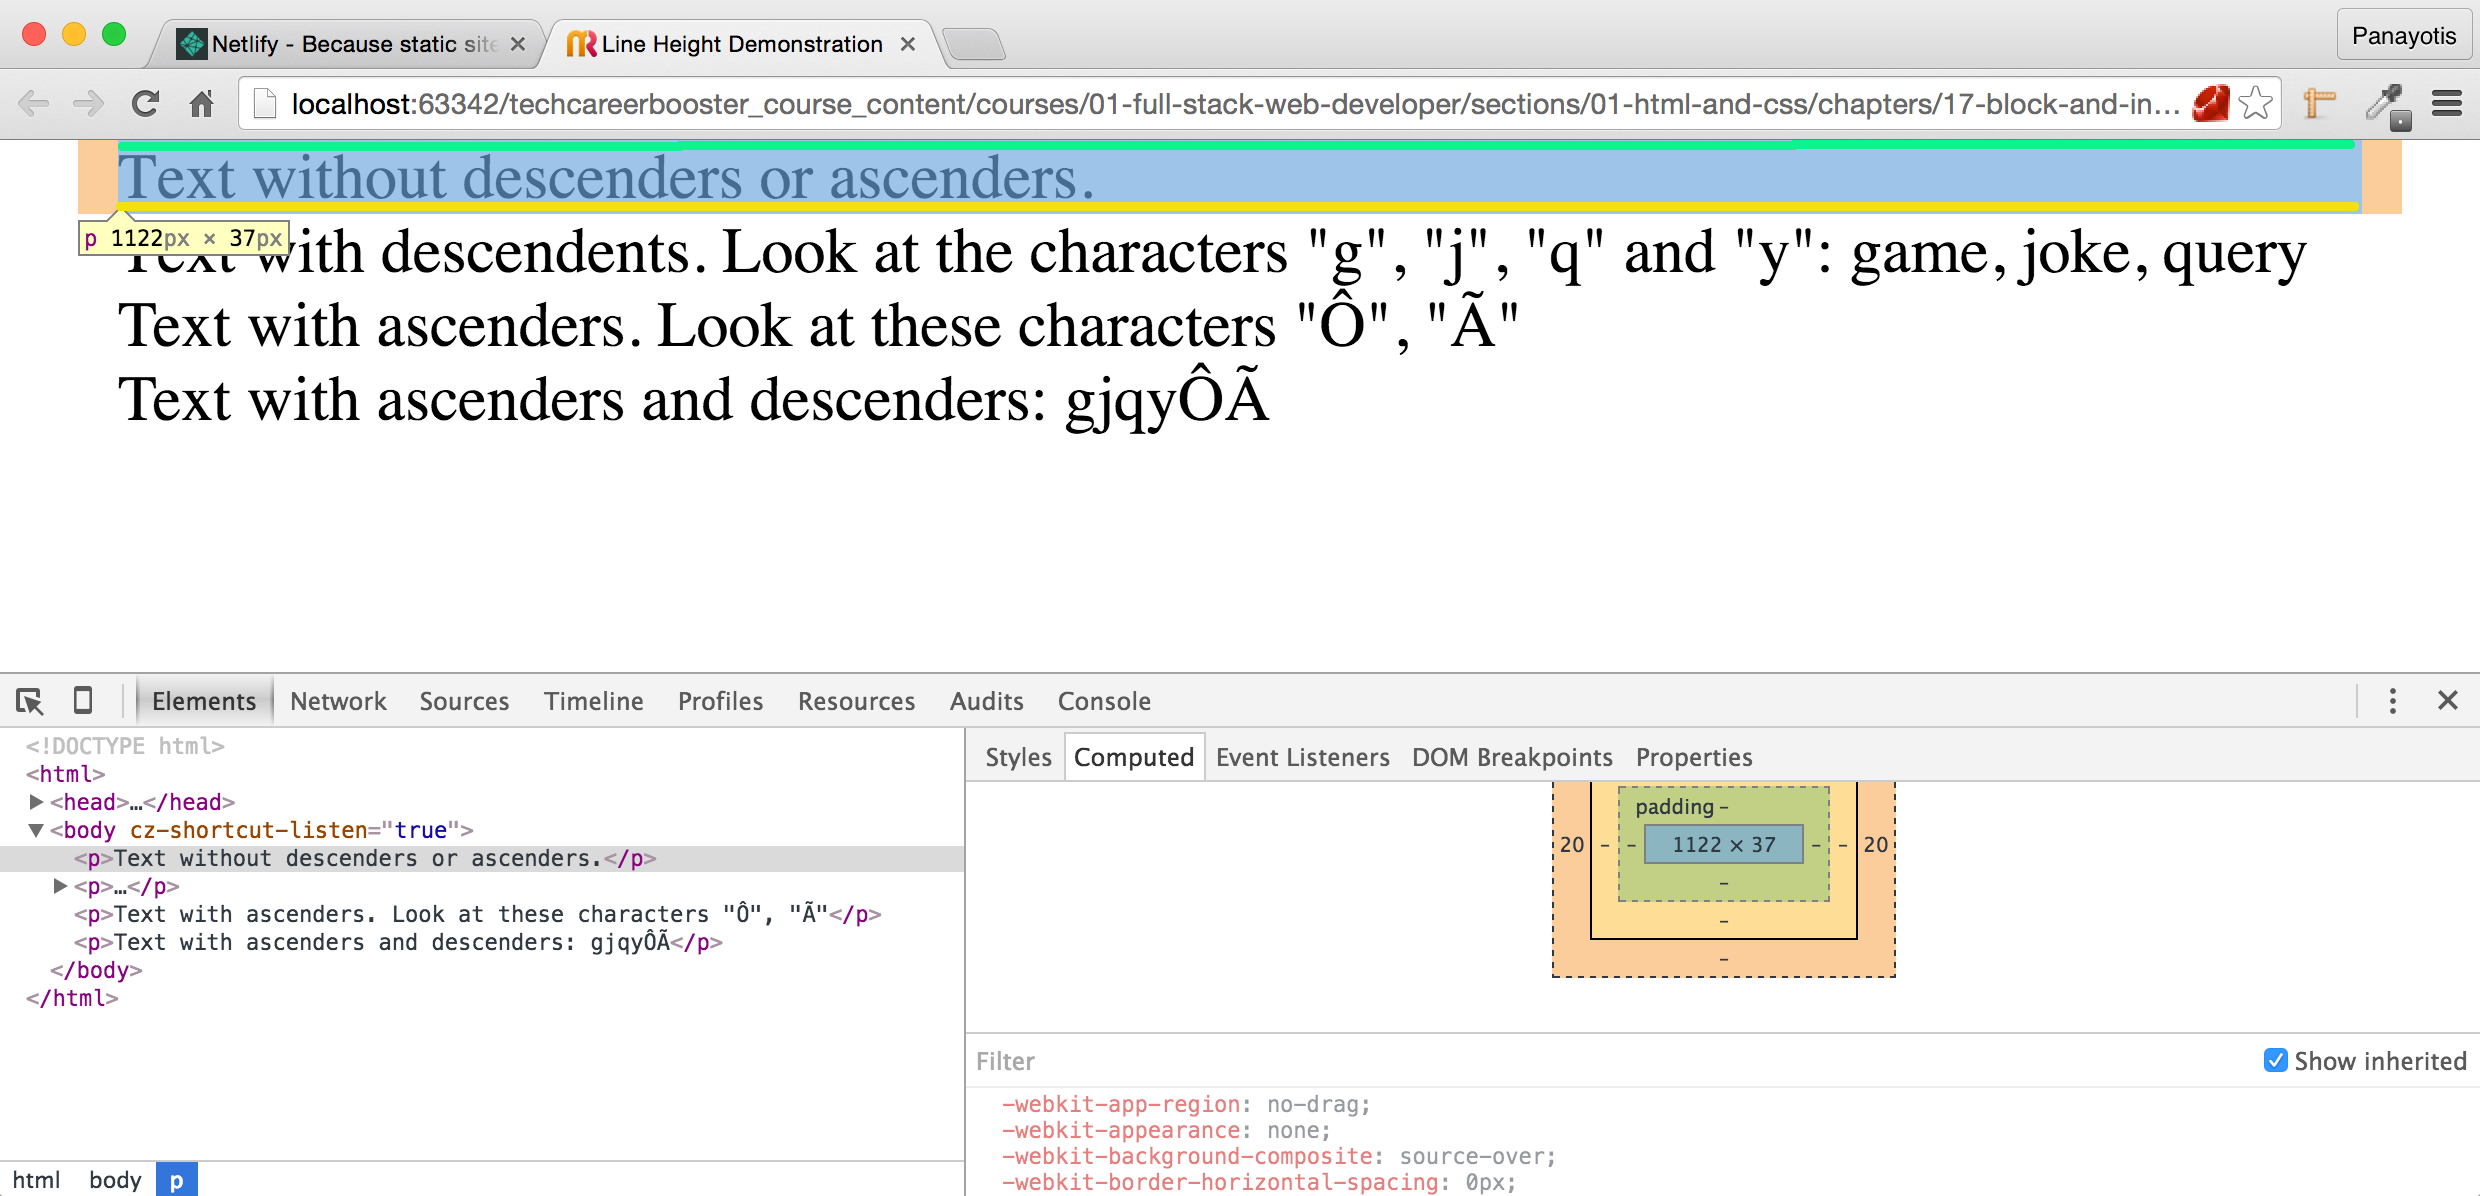 Netlify - Because static site
Line Height Demonstration
Panayotis
localhost:63342/techcareerbooster_course_content/courses/01-full-stack-web-developer/sections/01-html-and-css/chapters/17-block-and-in...
Text without descenders or ascenders.
p 1122px × 37px
Text with descendents. Look at the characters "g", "j", "q" and "y": game, joke, query
Text with ascenders. Look at these characters "Ô", "Ã"
Text with ascenders and descenders: gjqyÔÃ
Elements Network Sources Timeline Profiles Resources Audits Console
<!DOCTYPE html>
<html>
<head>…</head>
<body cz-shortcut-listen="true">
<p>Text without descenders or ascenders.</p>
<p>…</p>
<p>Text with ascenders. Look at these characters "Ô", "Ã"</p>
<p>Text with ascenders and descenders: gjqyÔÃ</p>
</body>
</html>
html body p
Styles Computed Event Listeners DOM Breakpoints Properties
padding -
20 - - 1122 × 37 - - 20
-
-
-
Filter
Show inherited
-webkit-app-region: no-drag;
-webkit-appearance: none;
-webkit-background-composite: source-over;
-webkit-border-horizontal-spacing: 0px;